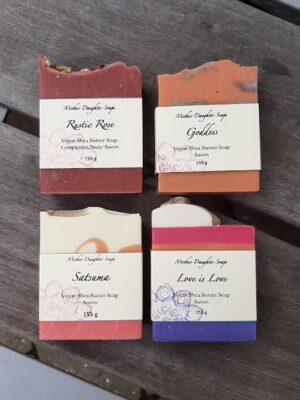 Mother Daughter Soaps
Rustic Rose
Vegan Shea Butter Soap
Complexion/Body Savon
155 g
Mother Daughter Soaps
Goddess
Vegan Shea Butter Soap
Savon
155 g
Mother Daughter Soaps
Satsuma
Vegan Shea Butter Soap
Savon
155 g
Mother Daughter Soaps
Love is Love
Vegan Shea Butter Soap
Savon
155 g